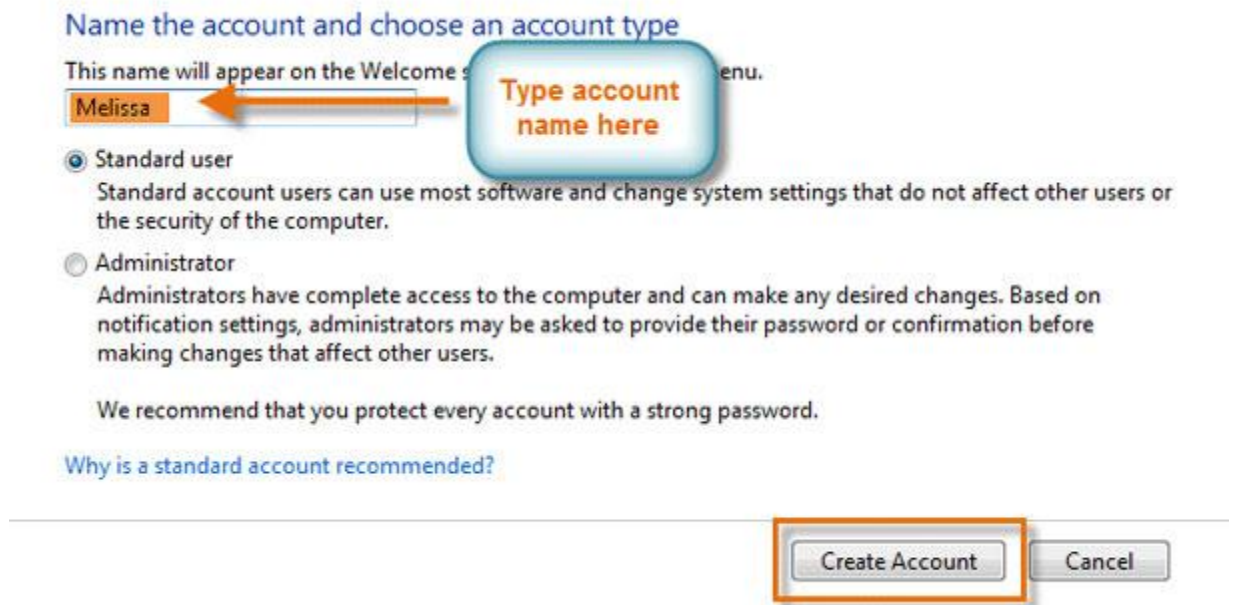 Name the account and choose an account type
This name will appear on the Welcome s enu.
Type account
name here
Melissa
Standard user
Standard account users can use most software and change system settings that do not affect other users or
the security of the computer.
Administrator
Administrators have complete access to the computer and can make any desired changes. Based on
notification settings, administrators may be asked to provide their password or confirmation before
making changes that affect other users.
We recommend that you protect every account with a strong password.
Why is a standard account recommended?
Create Account
Cancel